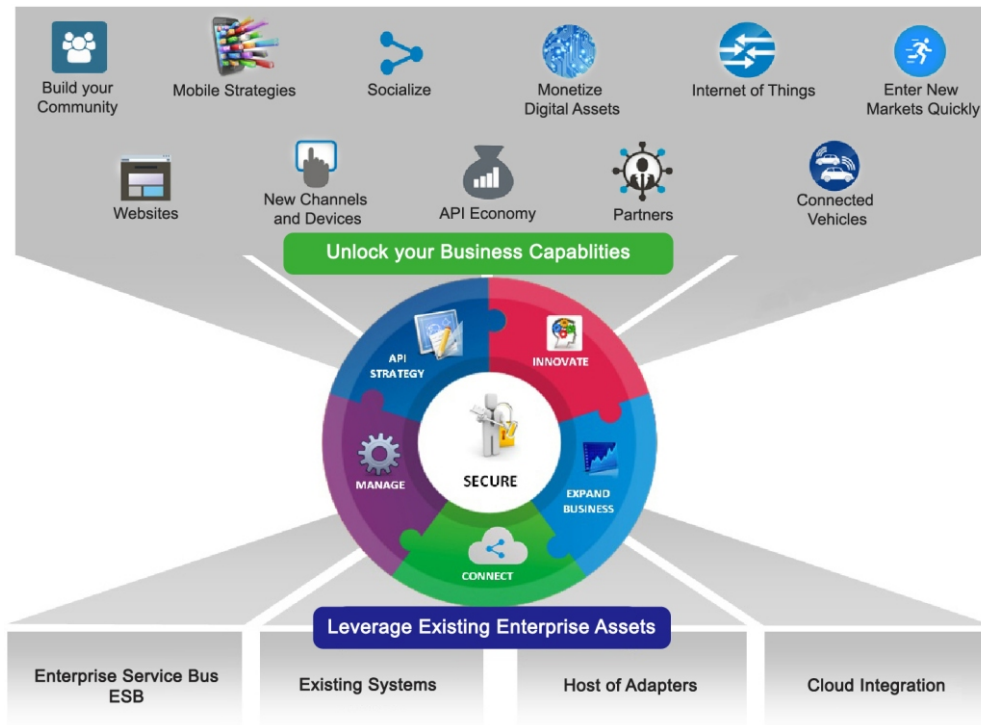 Build your
Community
Mobile Strategies
Socialize
Monetize
Digital Assets
Internet of Things
Enter New
Markets Quickly
Websites
New Channels
and Devices
API Economy
Partners
Connected
Vehicles
Unlock your Business Capablities
API
STRATEGY
INNOVATE
MANAGE
SECURE
EXPAND
BUSINESS
CONNECT
Leverage Existing Enterprise Assets
Enterprise Service Bus
ESB
Existing Systems
Host of Adapters
Cloud Integration